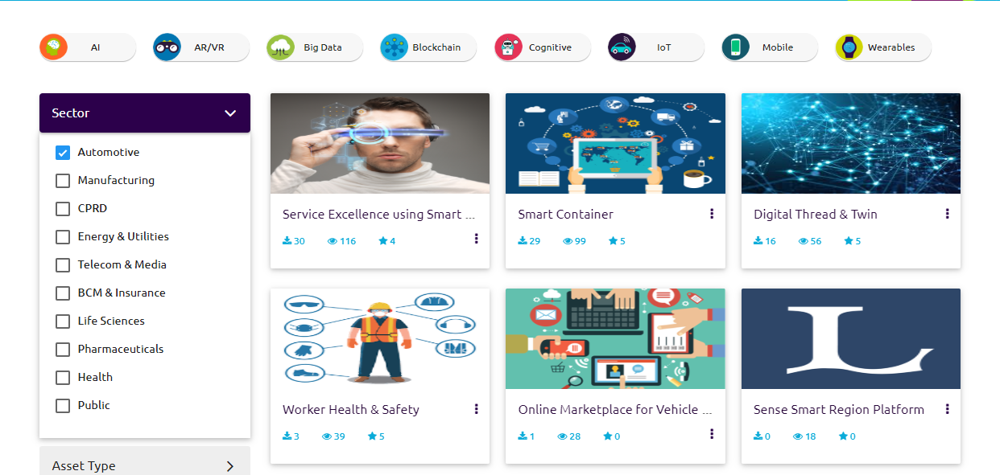 AI
AR/VR
Big Data
Blockchain
Cognitive
IoT
Mobile
Wearables
Sector
Automotive
Manufacturing
CPRD
Energy & Utilities
Telecom & Media
BCM & Insurance
Life Sciences
Pharmaceuticals
Health
Public
Asset Type
Service Excellence using Smart ...
30 116 4
Smart Container
29 99 5
Digital Thread & Twin
16 56 5
Worker Health & Safety
3 39 5
Online Marketplace for Vehicle ...
1 28 0
L
Sense Smart Region Platform
0 18 0